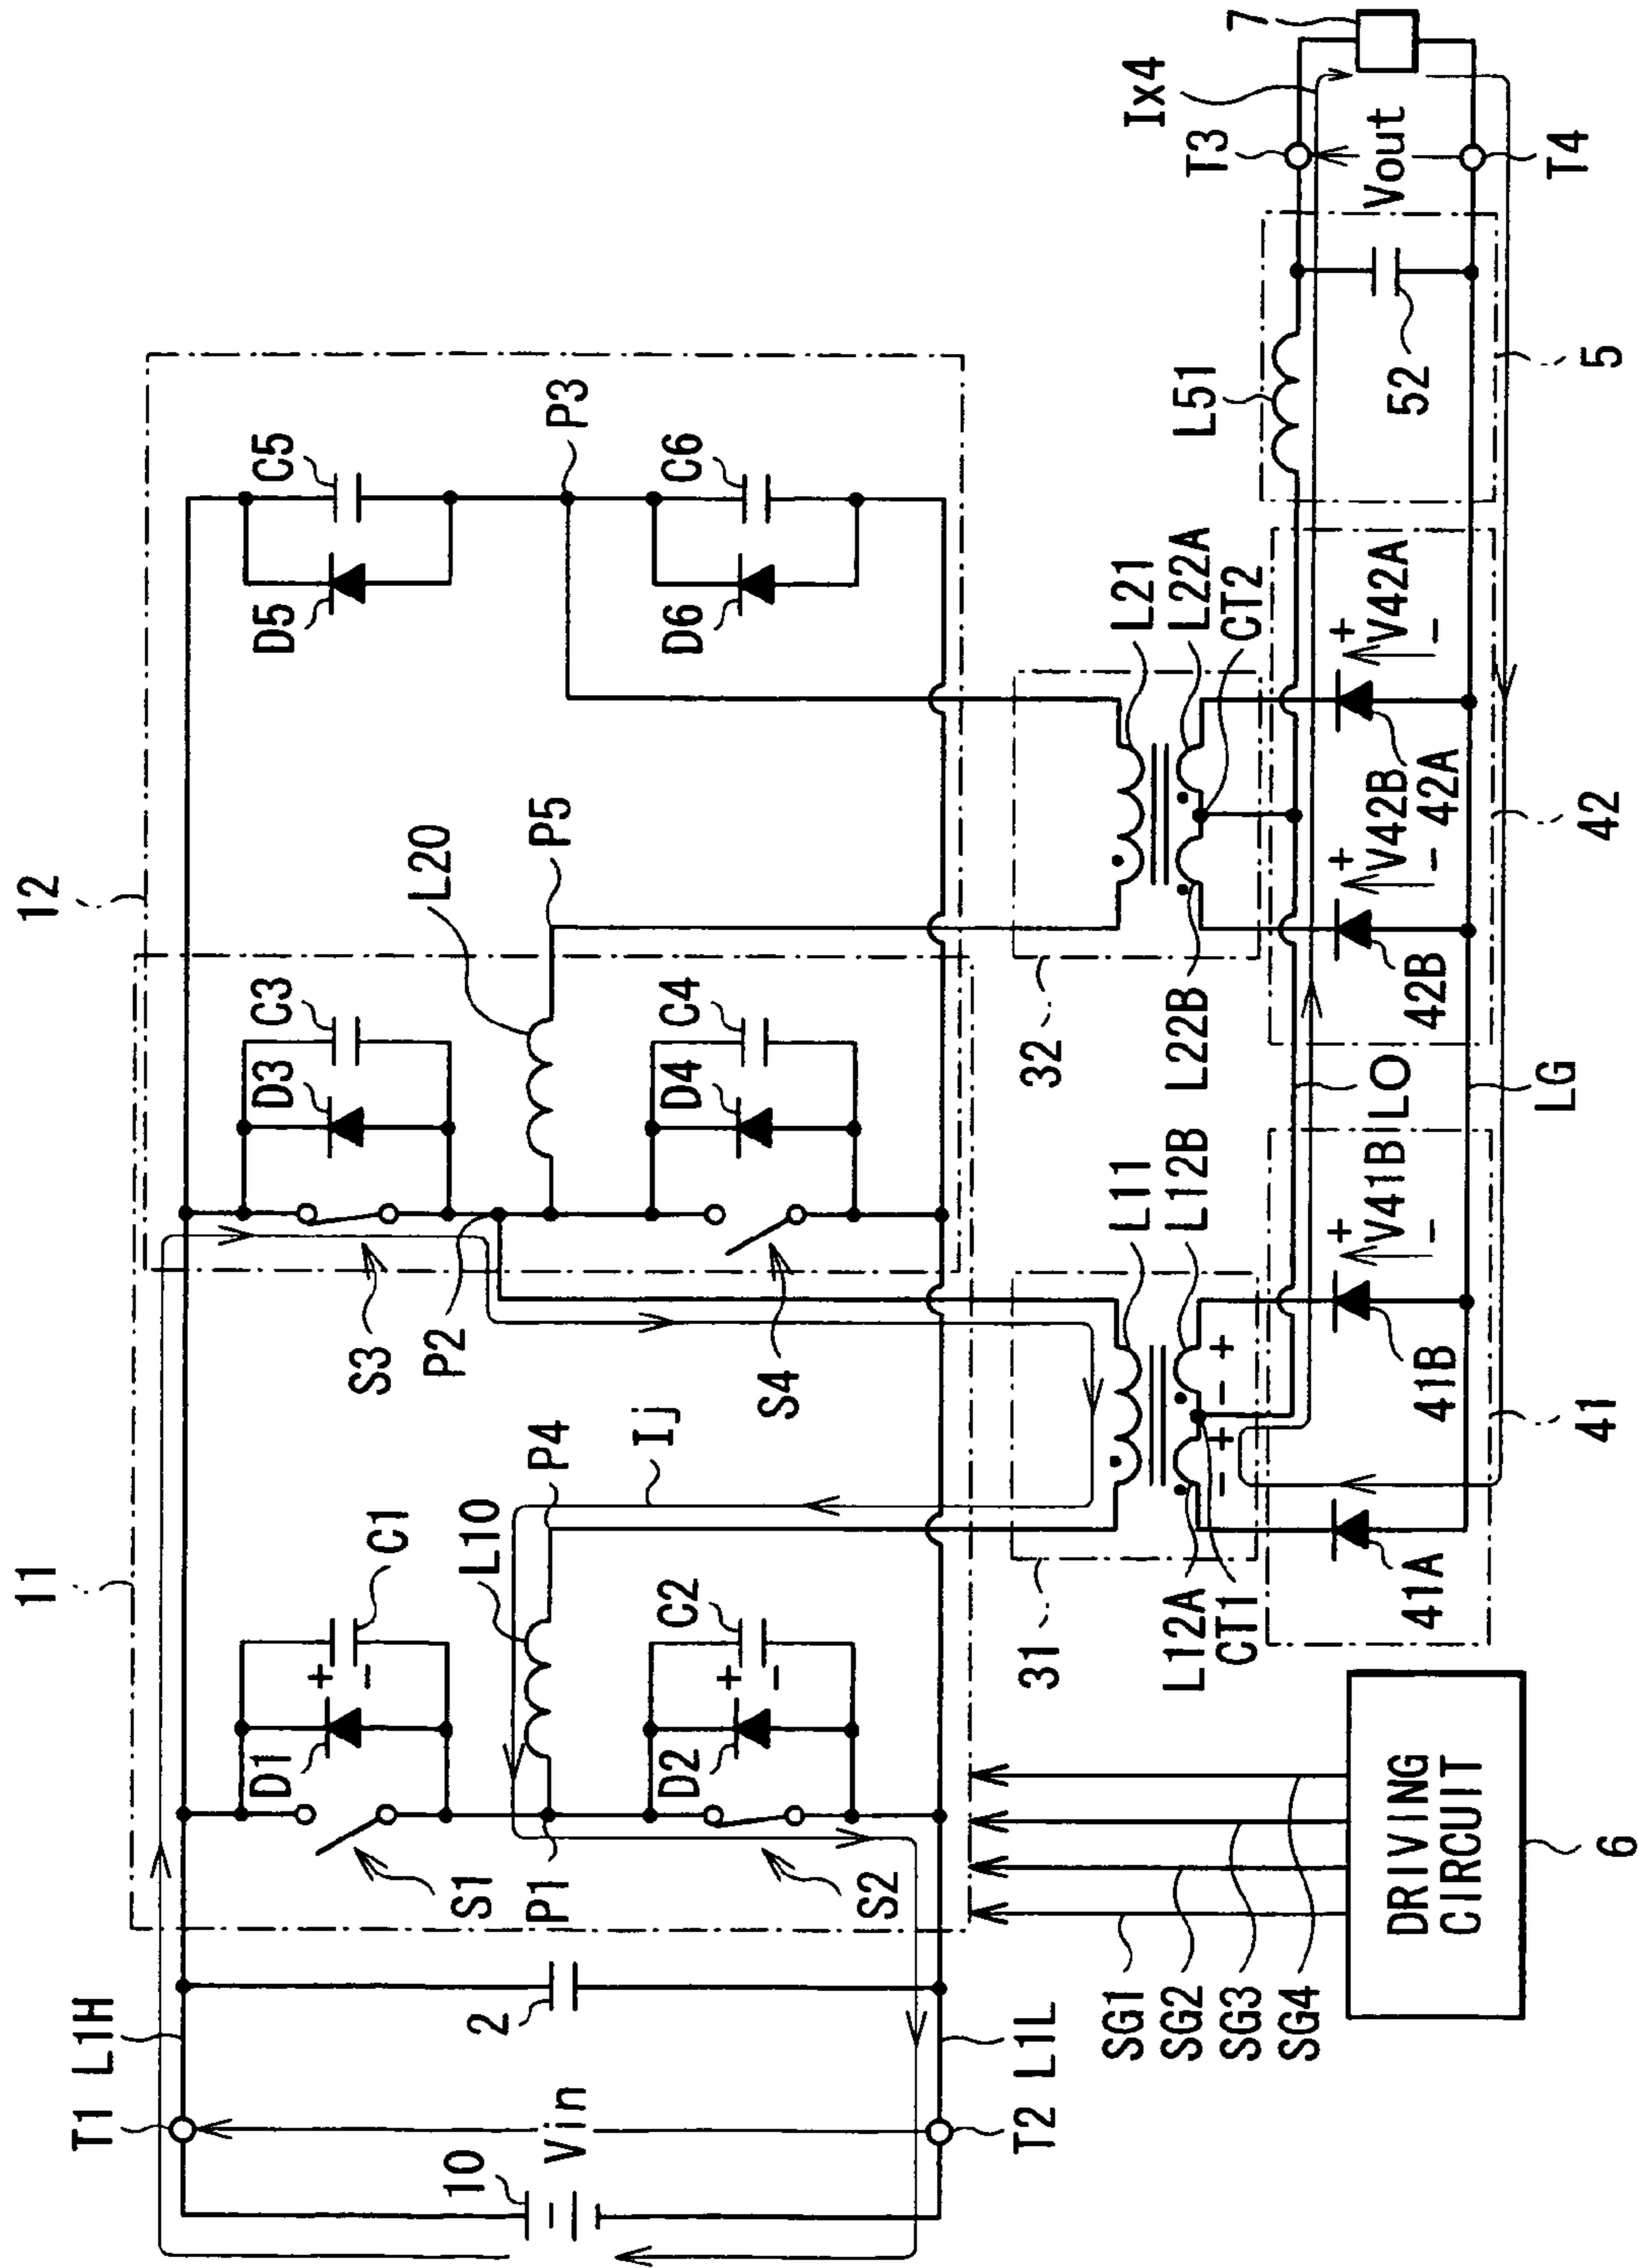 11
12
T1 L1H
D1
C1
D3
C3
D5
C5
S1
S3
L10
L20
P1
P4
P2
P5
P3
Ij
10
Vin
2
D2
C2
D4
C4
D6
C6
S2
S4
T2 L1L
31
32
L11
L12B
L21
L22A
CT2
L12A
CT1
L22B
- + - +
SG1
SG2
SG3
SG4
DRIVING
CIRCUIT
6
41A
41B
+
V41B
-
41
LO
LG
42B
+
V42B
-
42A
+
V42A
-
42
L51
52
5
T3
Ix4
Vout
T4
7
+
-
+
-